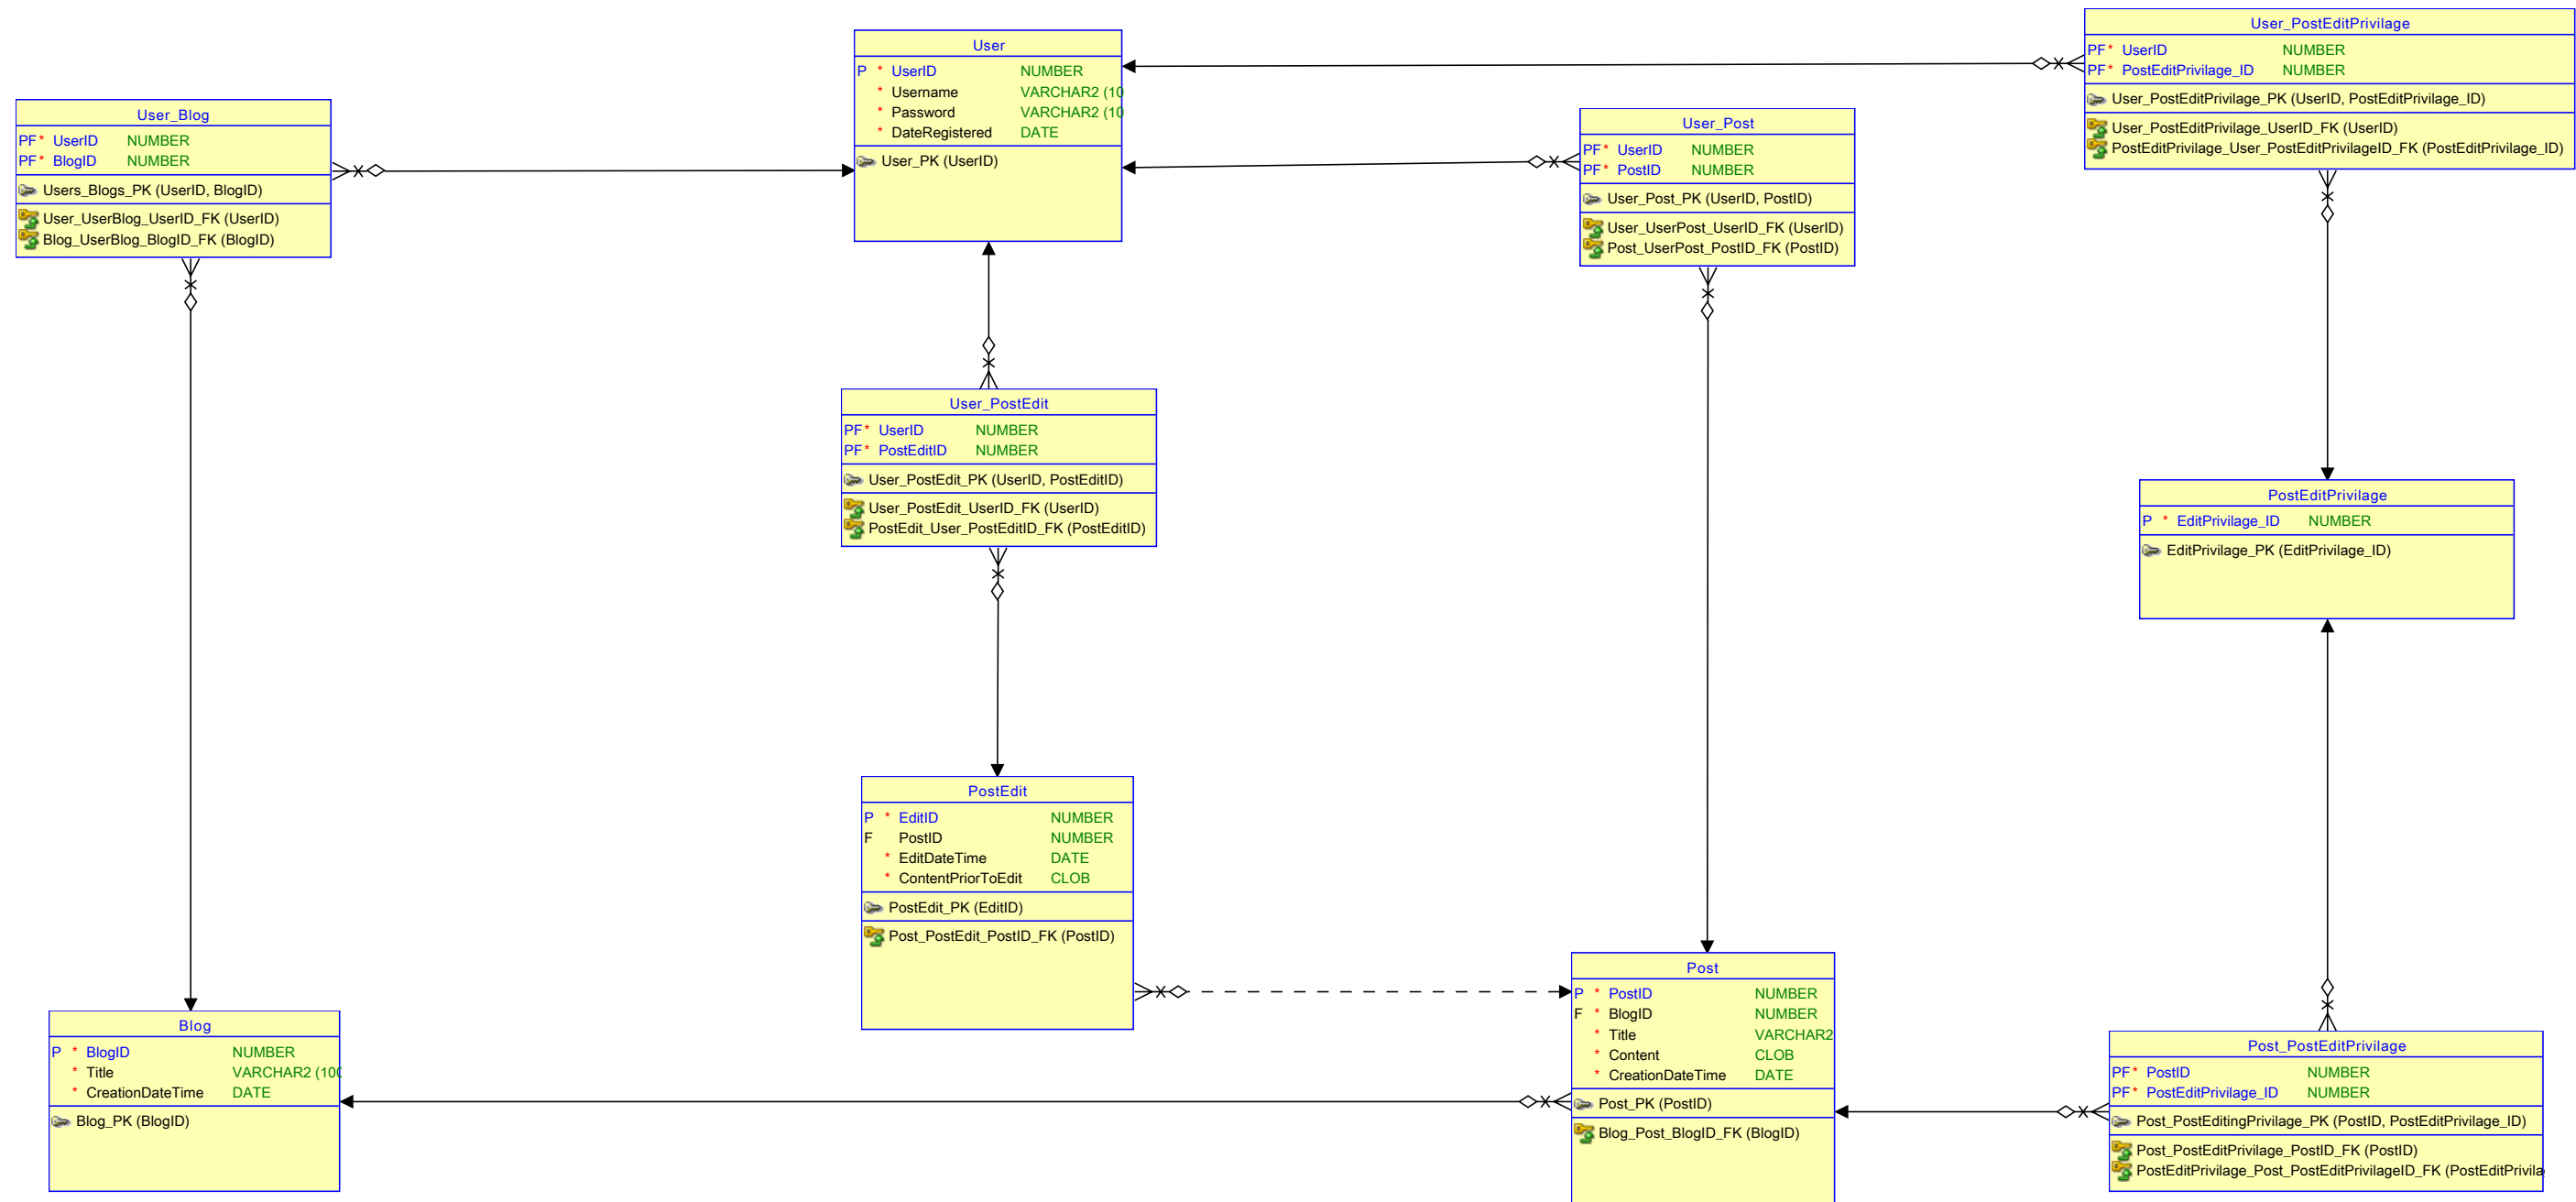 User_Blog
PF* UserID NUMBER
PF* BlogID NUMBER
Users_Blogs_PK (UserID, BlogID)
User_UserBlog_UserID_FK (UserID)
Blog_UserBlog_BlogID_FK (BlogID)
User
P * UserID NUMBER
* Username VARCHAR2 (10
* Password VARCHAR2 (10
* DateRegistered DATE
User_PK (UserID)
User_Post
PF* UserID NUMBER
PF* PostID NUMBER
User_Post_PK (UserID, PostID)
User_UserPost_UserID_FK (UserID)
Post_UserPost_PostID_FK (PostID)
User_PostEditPrivilage
PF* UserID NUMBER
PF* PostEditPrivilage_ID NUMBER
User_PostEditPrivilage_PK (UserID, PostEditPrivilage_ID)
User_PostEditPrivilage_UserID_FK (UserID)
PostEditPrivilage_User_PostEditPrivilageID_FK (PostEditPrivilage_ID)
User_PostEdit
PF* UserID NUMBER
PF* PostEditID NUMBER
User_PostEdit_PK (UserID, PostEditID)
User_PostEdit_UserID_FK (UserID)
PostEdit_User_PostEditID_FK (PostEditID)
PostEditPrivilage
P * EditPrivilage_ID NUMBER
EditPrivilage_PK (EditPrivilage_ID)
PostEdit
P * EditID NUMBER
F PostID NUMBER
* EditDateTime DATE
* ContentPriorToEdit CLOB
PostEdit_PK (EditID)
Post_PostEdit_PostID_FK (PostID)
Blog
P * BlogID NUMBER
* Title VARCHAR2 (100
* CreationDateTime DATE
Blog_PK (BlogID)
Post
P * PostID NUMBER
F * BlogID NUMBER
* Title VARCHAR2
* Content CLOB
* CreationDateTime DATE
Post_PK (PostID)
Blog_Post_BlogID_FK (BlogID)
Post_PostEditPrivilage
PF* PostID NUMBER
PF* PostEditPrivilage_ID NUMBER
Post_PostEditingPrivilage_PK (PostID, PostEditPrivilage_ID)
Post_PostEditPrivilage_PostID_FK (PostID)
PostEditPrivilage_Post_PostEditPrivilageID_FK (PostEditPrivila